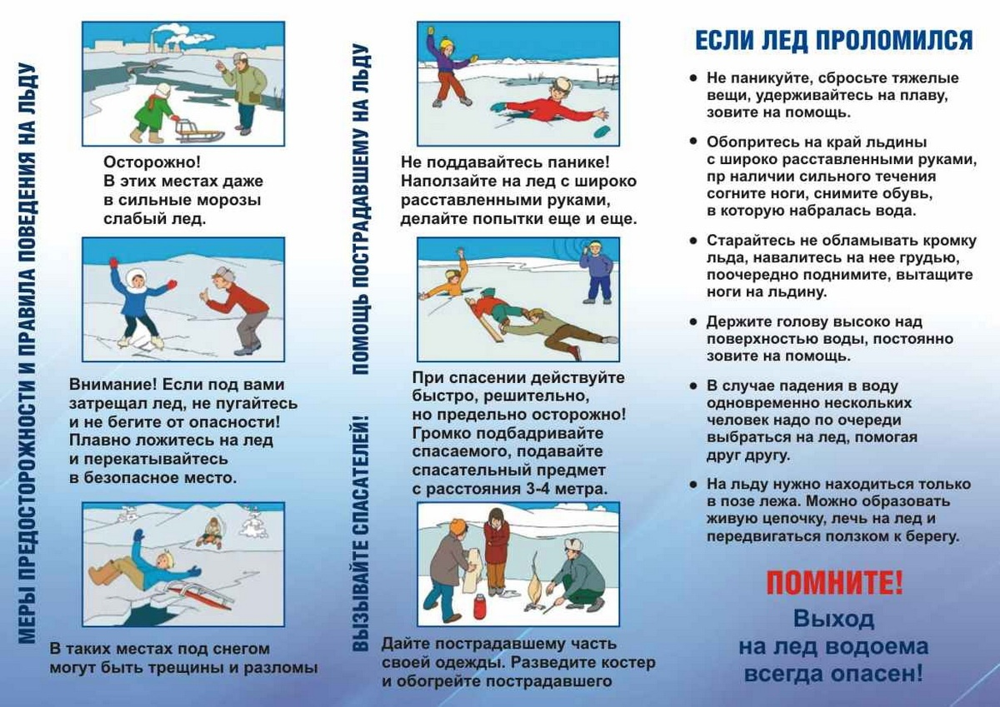 МЕРЫ ПРЕДОСТОРОЖНОСТИ И ПРАВИЛА ПОВЕДЕНИЯ НА ЛЬДУ
Осторожно!
В этих местах даже
в сильные морозы
слабый лед.
Внимание! Если под вами
затрещал лед, не пугайтесь
и не бегите от опасности!
Плавно ложитесь на лед
и перекатывайтесь
в безопасное место.
В таких местах под снегом
могут быть трещины и разломы
ВЫЗЫВАЙТЕ СПАСАТЕЛЕЙ! ПОМОЩЬ ПОСТРАДАВШЕМУ НА ЛЬДУ
Не поддавайтесь панике!
Наползайте на лед с широко
расставленными руками,
делайте попытки еще и еще.
При спасении действуйте
быстро, решительно,
но предельно осторожно!
Громко подбадривайте
спасаемого, подавайте
спасательный предмет
с расстояния 3-4 метра.
Дайте пострадавшему часть
своей одежды. Разведите костер
и обогрейте пострадавшего
ЕСЛИ ЛЕД ПРОЛОМИЛСЯ
• Не паникуйте, сбросьте тяжелые
вещи, удерживайтесь на плаву,
зовите на помощь.
• Обопритесь на край льдины
с широко расставленными руками,
пр наличии сильного течения
согните ноги, снимите обувь,
в которую набралась вода.
• Старайтесь не обламывать кромку
льда, навалитесь на нее грудью,
поочередно поднимите, вытащите
ноги на льдину.
• Держите голову высоко над
поверхностью воды, постоянно
зовите на помощь.
• В случае падения в воду
одновременно нескольких
человек надо по очереди
выбраться на лед, помогая
друг другу.
• На льду нужно находиться только
в позе лежа. Можно образовать
живую цепочку, лечь на лед и
передвигаться ползком к берегу.
ПОМНИТЕ!
Выход
на лед водоема
всегда опасен!